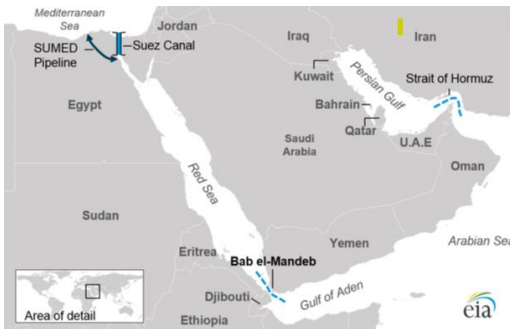 Mediterranean
Sea
Jordan
Iraq
Iran
SUMED
Pipeline
Suez Canal
Kuwait
Persian Gulf
Strait of Hormuz
Egypt
Bahrain
Qatar
U.A.E
Saudi
Arabia
Oman
Red Sea
Sudan
Yemen
Arabian Sea
Eritrea
Bab el-Mandeb
Gulf of Aden
Djibouti
Ethiopia
Area of detail
eia